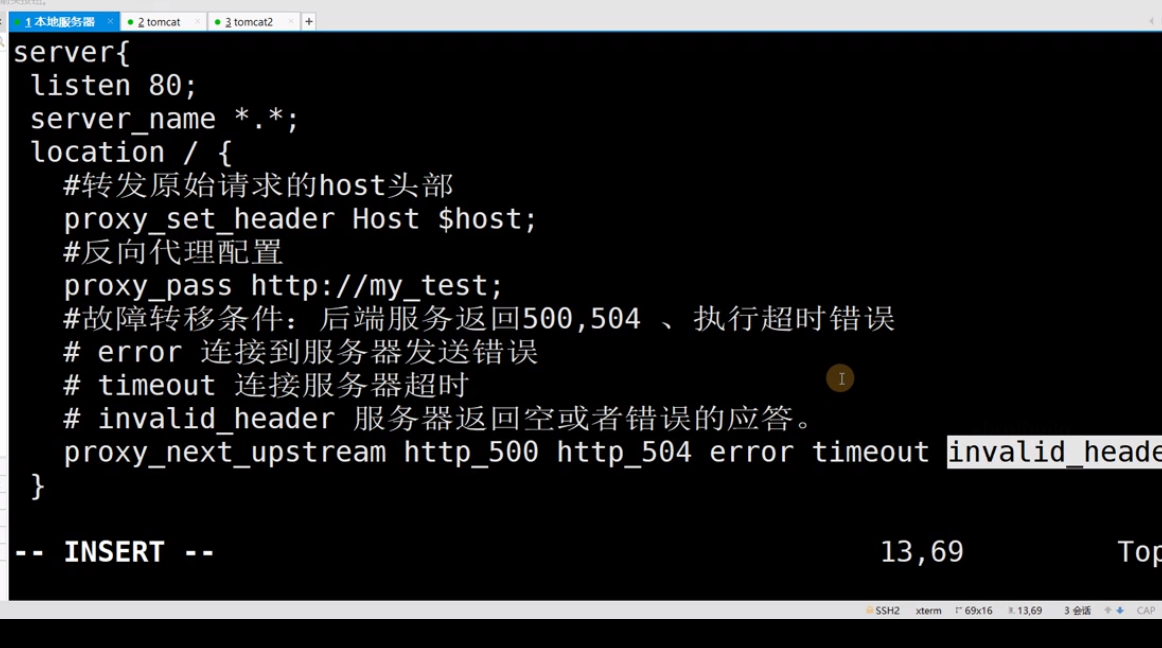 1 本地服务器 × 2 tomcat × 3 tomcat2 × +
server{
listen 80;
server_name *.*;
location / {
#转发原始请求的host头部
proxy_set_header Host $host;
#反向代理配置
proxy_pass http://my_test;
#故障转移条件：后端服务返回500,504 、执行超时错误
# error 连接到服务器发送错误
# timeout 连接服务器超时
# invalid_header 服务器返回空或者错误的应答。
proxy_next_upstream http_500 http_504 error timeout invalid_heade
}
-- INSERT -- 13,69 Top
SSH2 xterm 69x16 13,69 3 会话 CAP